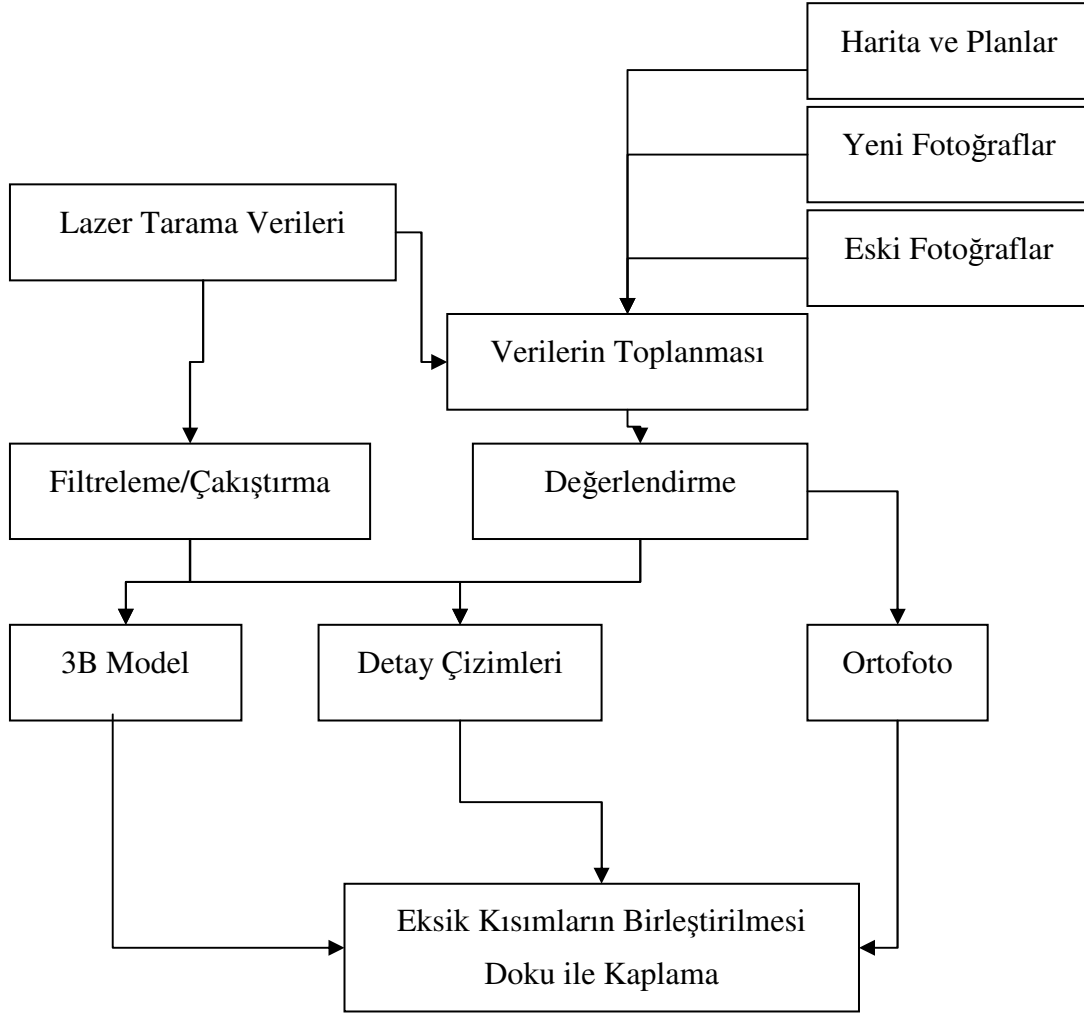 Harita ve Planlar
Yeni Fotoğraflar
Lazer Tarama Verileri
Eski Fotoğraflar
Verilerin Toplanması
Filtreleme/Çakıştırma
Değerlendirme
3B Model
Detay Çizimleri
Ortofoto
Eksik Kısımların Birleştirilmesi
Doku ile Kaplama